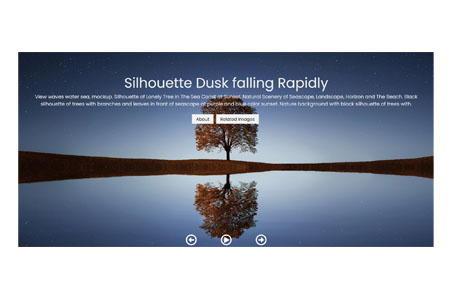 Silhouette Dusk falling Rapidly
View waves water sea, mockup. Silhouette of Lonely Tree in The Sea Coast at Sunset. Natural Scenery of Seascape, Landscape, Horizon and The Beach. Black
silhouette of trees with branches and leaves in front of seascape of purple and blue color sunset. Nature background with black silhouette of trees with.
About Related Images